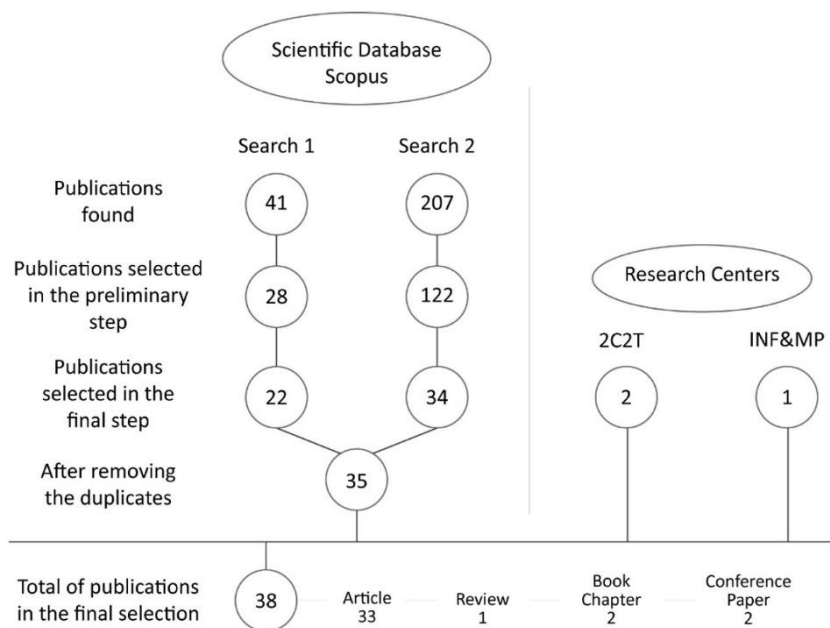 Scientific Database
Scopus
Search 1
Search 2
Publications
found
41
207
Publications selected
in the preliminary
step
28
122
Research Centers
2C2T
INF&MP
Publications
selected in the
final step
22
34
2
1
After removing
the duplicates
35
Total of publications
in the final selection
38
Article
33
Review
1
Book
Chapter
2
Conference
Paper
2